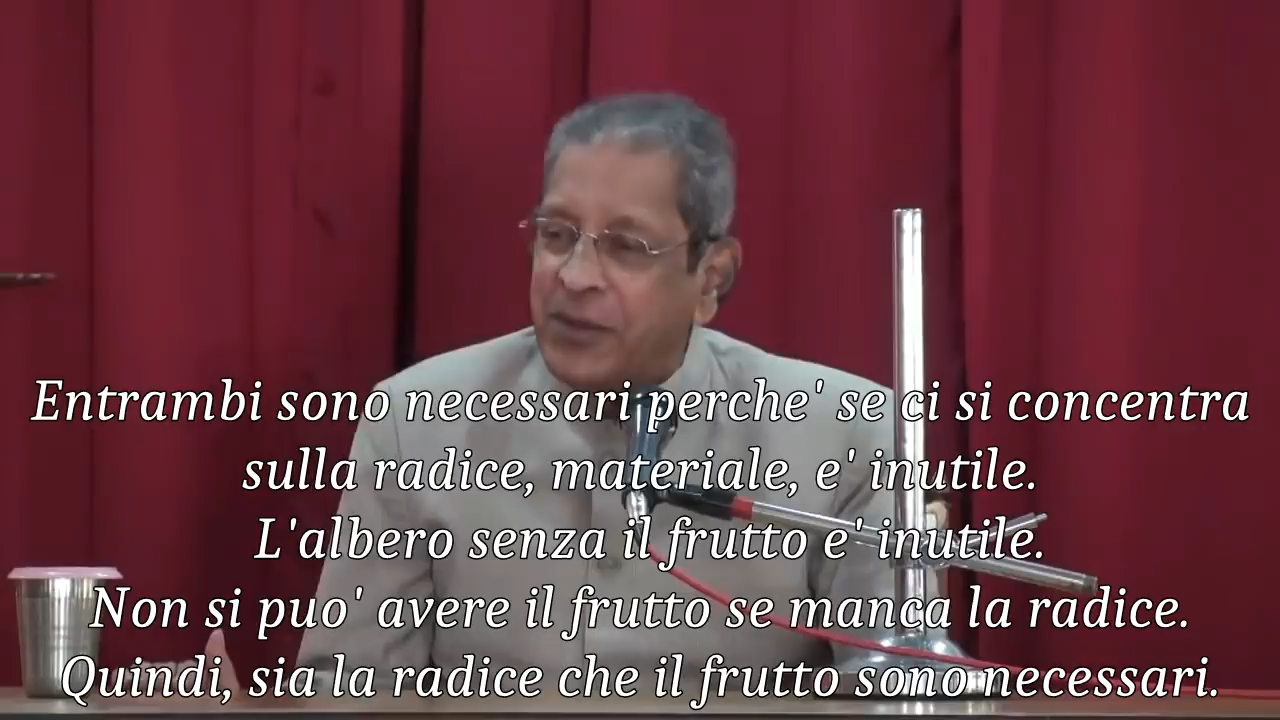 Entrambi sono necessari perche' se ci si concentra
sulla radice, materiale, e' inutile.
L'albero senza il frutto e' inutile.
Non si puo' avere il frutto se manca la radice.
Quindi, sia la radice che il frutto sono necessari.